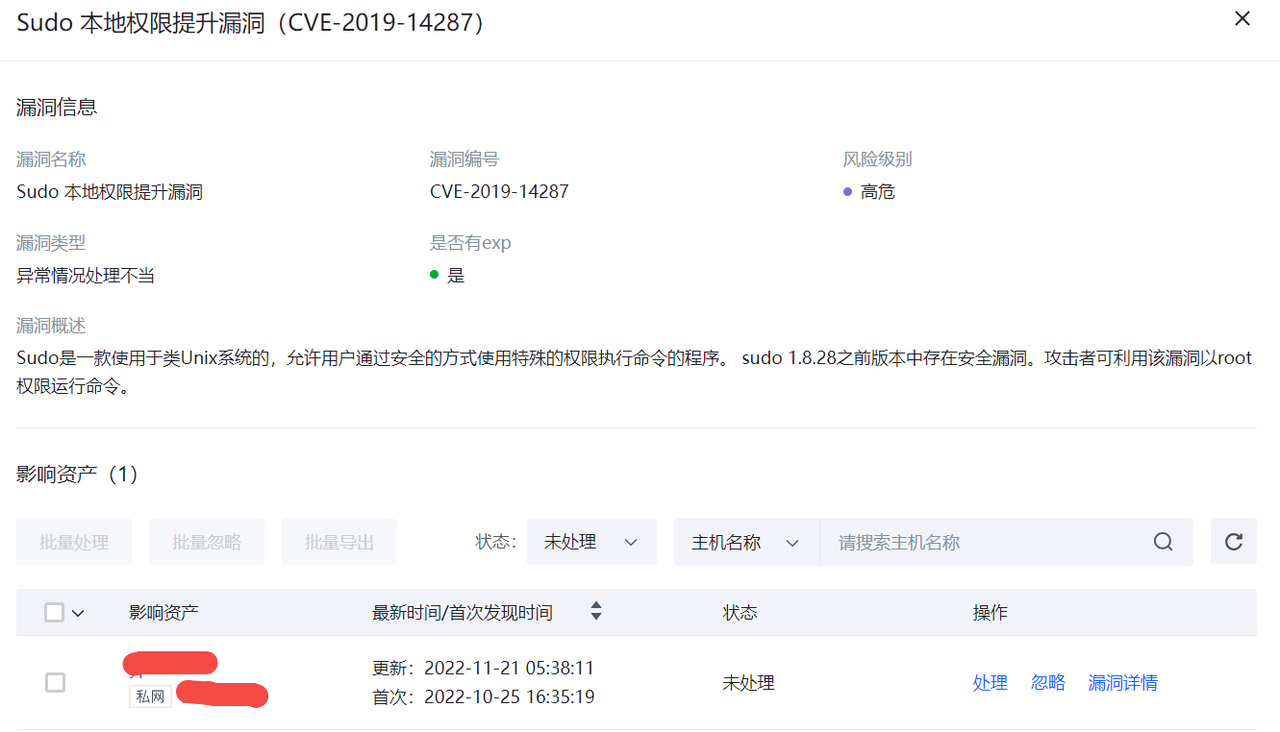 Sudo 本地权限提升漏洞（CVE-2019-14287）
漏洞信息
漏洞名称 漏洞编号 风险级别
Sudo 本地权限提升漏洞 CVE-2019-14287 高危
漏洞类型 是否有exp
异常情况处理不当 是
漏洞概述
Sudo是一款使用于类Unix系统的，允许用户通过安全的方式使用特殊的权限执行命令的程序。 sudo 1.8.28之前版本中存在安全漏洞。攻击者可利用该漏洞以root
权限运行命令。
影响资产（1）
批量处理 批量忽略 批量导出 状态： 未处理 主机名称 请搜索主机名称
影响资产 最新时间/首次发现时间 状态 操作
更新：2022-11-21 05:38:11
私网 首次：2022-10-25 16:35:19 未处理 处理 忽略 漏洞详情